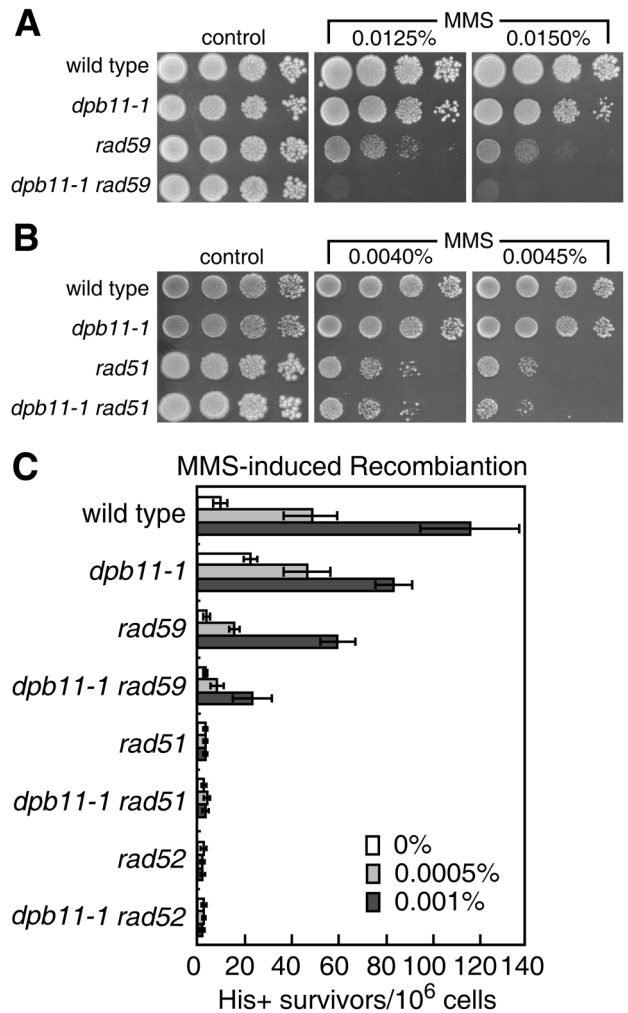 A
MMS
control 0.0125% 0.0150%
wild type
dpb11-1
rad59
dpb11-1 rad59
B
MMS
control 0.0040% 0.0045%
wild type
dpb11-1
rad51
dpb11-1 rad51
C
MMS-induced Recombiantion
wild type
dpb11-1
rad59
dpb11-1 rad59
rad51
dpb11-1 rad51
rad52
dpb11-1 rad52
0%
0.0005%
0.001%
0 20 40 60 80 100 120 140
His+ survivors/10⁶ cells